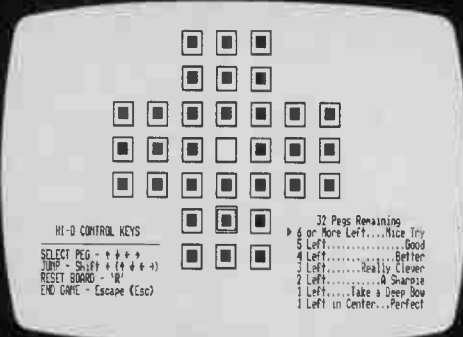 HI-Q CONTROL KEYS
SELECT PEG - ↑ ↓ ← →
JUMP - Shift + (↑ ↓ ← →)
RESET BOARD - 'R'
END GAME - Escape (Esc)
32 Pegs Remaining
6 or More Left....Nice Try
5 Left...............Good
4 Left.............Better
3 Left......Really Clever
2 Left..........A Sharpie
1 Left.....Take a Deep Bow
1 Left in Center...Perfect